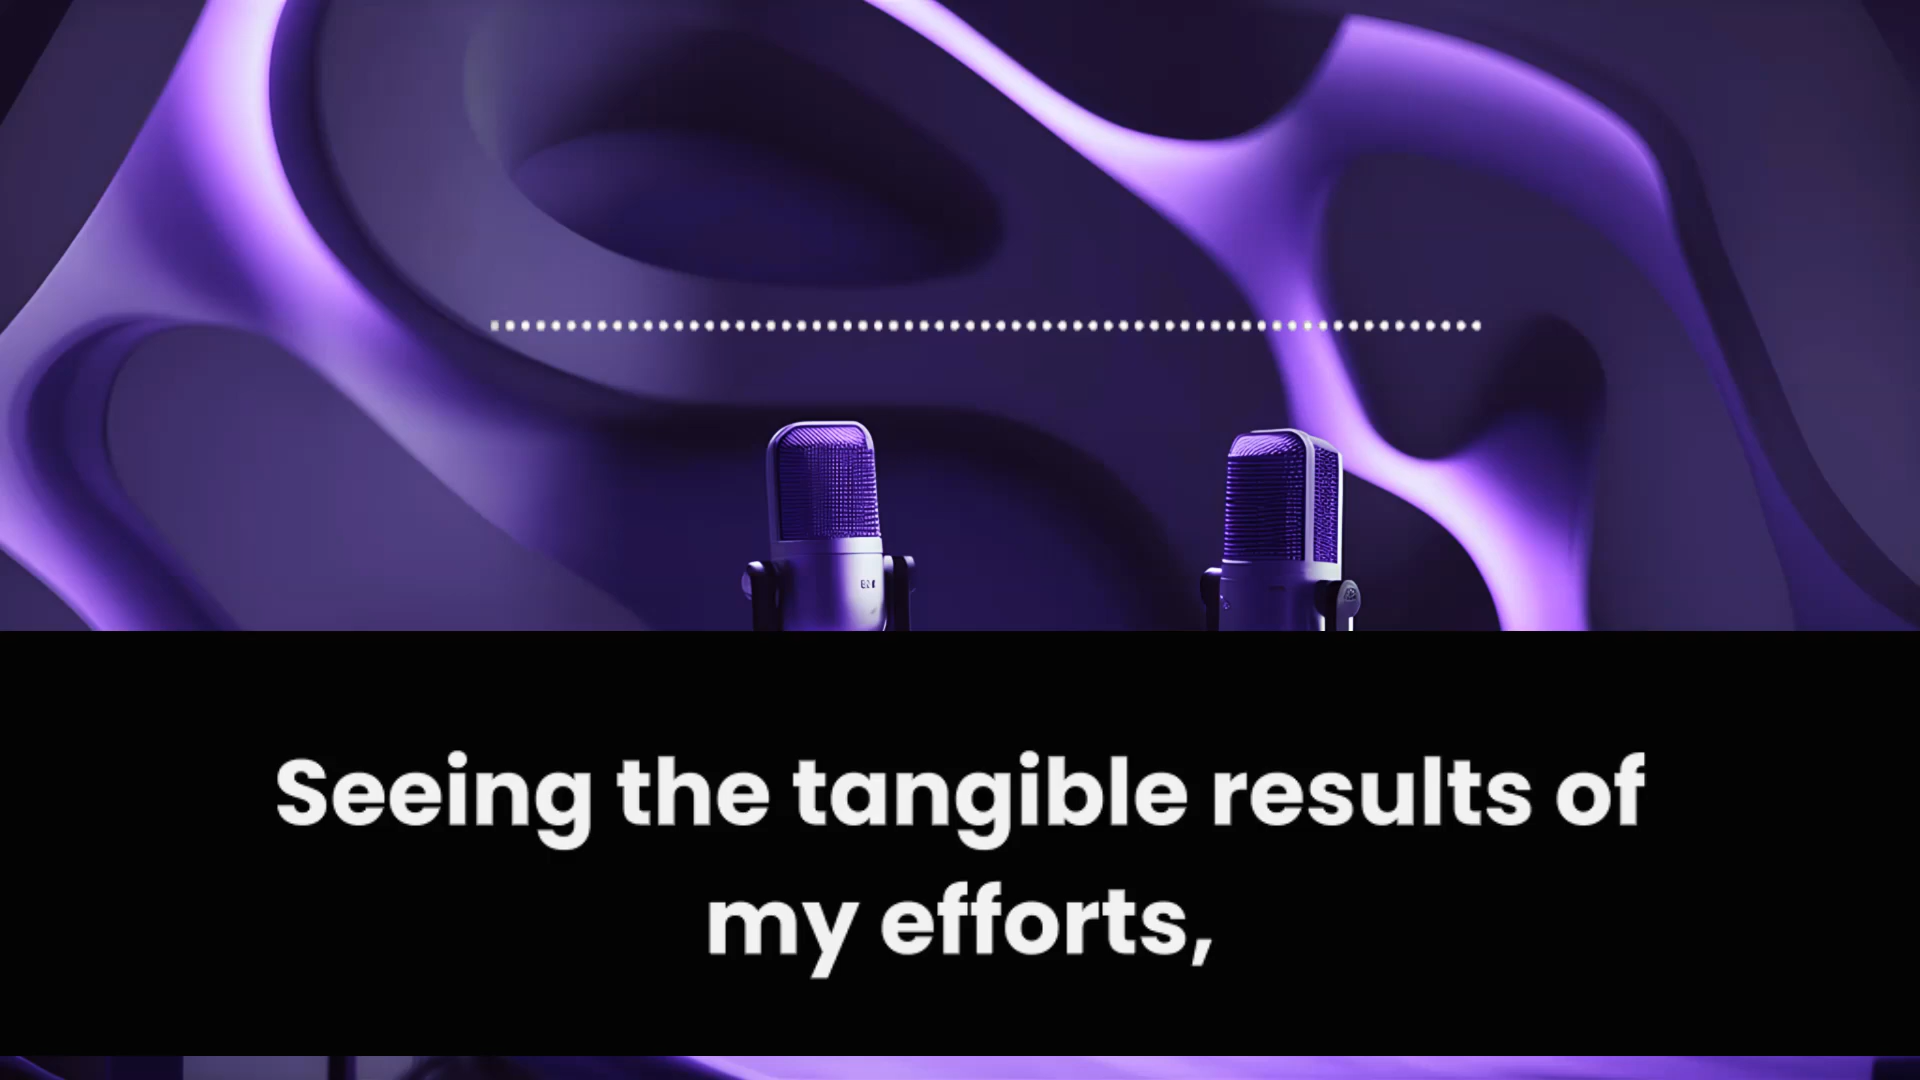 Seeing the tangible results of
my efforts,